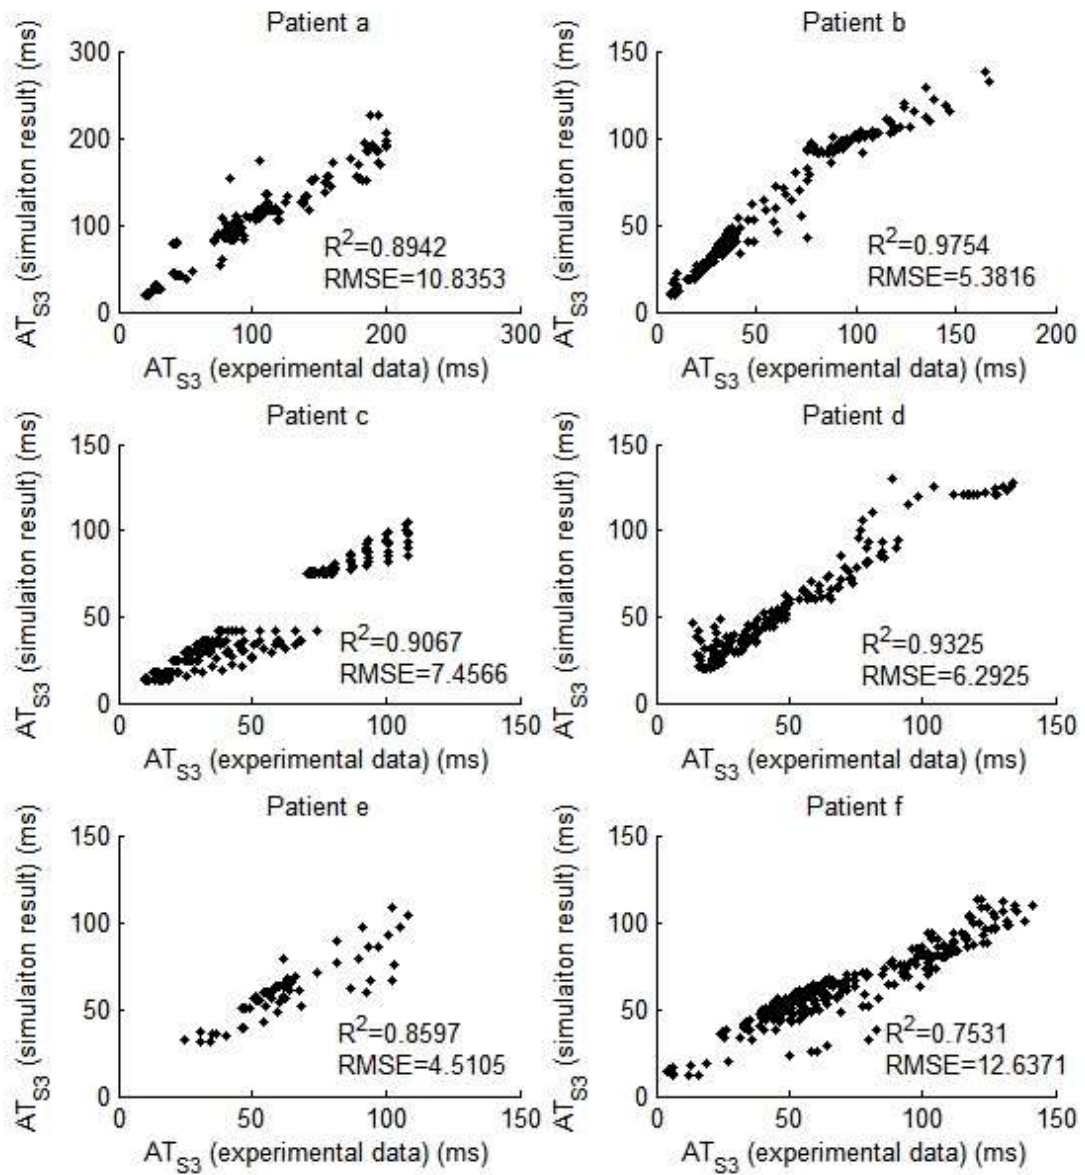 Patient a
AT_S3 (simulaiton result) (ms)
300
200
100
0
R²=0.8942
RMSE=10.8353
0 100 200 300
AT_S3 (experimental data) (ms)
Patient b
AT_S3 (simulaiton result) (ms)
150
100
50
0
R²=0.9754
RMSE=5.3816
0 50 100 150 200
AT_S3 (experimental data) (ms)
Patient c
AT_S3 (simulaiton result) (ms)
150
100
50
0
R²=0.9067
RMSE=7.4566
0 50 100 150
AT_S3 (experimental data) (ms)
Patient d
AT_S3 (simulaiton result) (ms)
150
100
50
0
R²=0.9325
RMSE=6.2925
0 50 100 150
AT_S3 (experimental data) (ms)
Patient e
AT_S3 (simulaiton result) (ms)
150
100
50
0
R²=0.8597
RMSE=4.5105
0 50 100 150
AT_S3 (experimental data) (ms)
Patient f
AT_S3 (simulaiton result) (ms)
150
100
50
0
R²=0.7531
RMSE=12.6371
0 50 100 150
AT_S3 (experimental data) (ms)